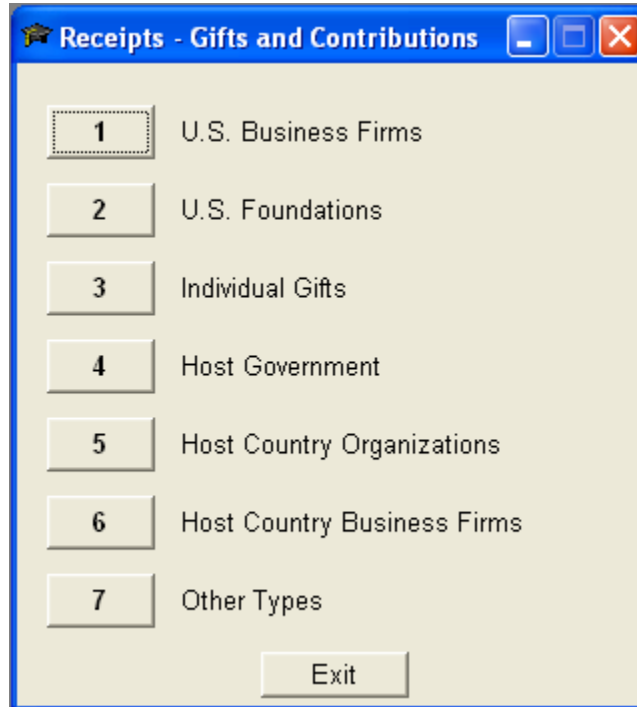 Receipts - Gifts and Contributions
1 U.S. Business Firms
2 U.S. Foundations
3 Individual Gifts
4 Host Government
5 Host Country Organizations
6 Host Country Business Firms
7 Other Types
Exit